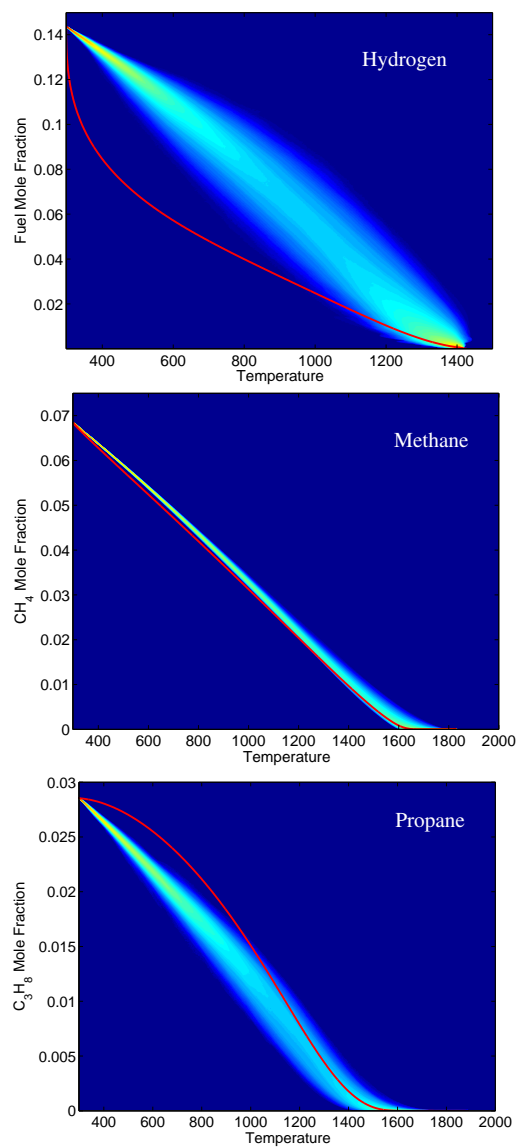 0.14
0.12
0.1
0.08
0.06
0.04
0.02
Fuel Mole Fraction
Hydrogen
400 600 800 1000 1200 1400
Temperature
0.07
0.06
0.05
0.04
0.03
0.02
0.01
0
CH4 Mole Fraction
Methane
400 600 800 1000 1200 1400 1600 1800 2000
Temperature
0.03
0.025
0.02
0.015
0.01
0.005
0
C3H8 Mole Fraction
Propane
400 600 800 1000 1200 1400 1600 1800 2000
Temperature